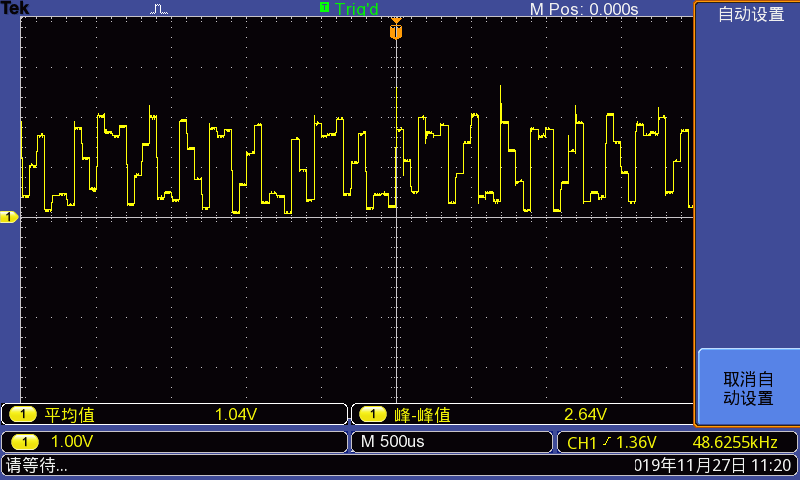 Tek
T Trig'd
M Pos: 0.000s
自动设置
T
1
取消自
动设置
1 平均值 1.04V
1 峰-峰值 2.64V
1 1.00V
M 500us
CH1 1.36V 48.6255kHz
请等待...
019年11月27日 11:20